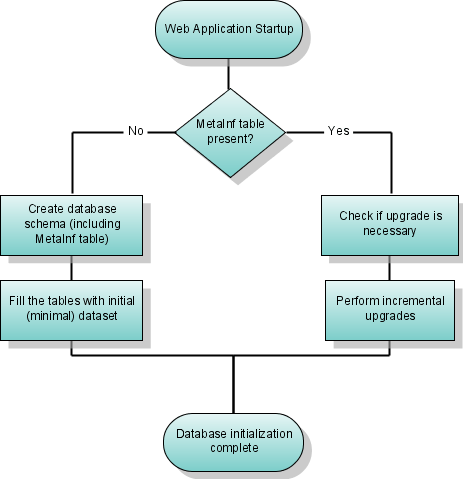 Web Application Startup
MetaInf table
present?
No
Yes
Create database
schema (including
MetaInf table)
Check if upgrade is
necessary
Fill the tables with initial
(minimal) dataset
Perform incremental
upgrades
Database initialization
complete